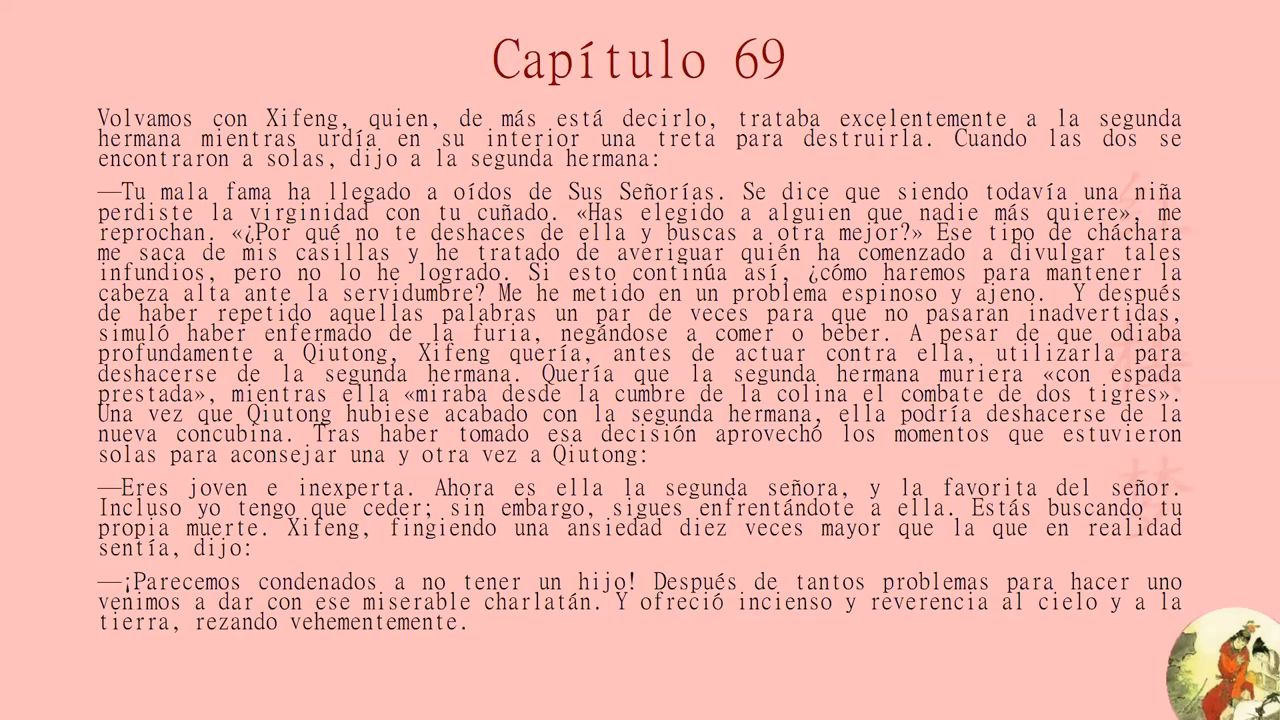 Capítulo 69
Volvamos con Xifeng, quien, de más está decirlo, trataba excelentemente a la segunda
hermana mientras urdía en su interior una treta para destruirla. Cuando las dos se
encontraron a solas, dijo a la segunda hermana:
—Tu mala fama ha llegado a oídos de Sus Señorías. Se dice que siendo todavía una niña
perdiste la virginidad con tu cuñado. «Has elegido a alguien que nadie más quiere», me
reprochan. «¿Por qué no te deshaces de ella y buscas a otra mejor?» Ese tipo de cháchara
me saca de mis casillas y he tratado de averiguar quién ha comenzado a divulgar tales
infundios, pero no lo he logrado. Si esto continúa así, ¿cómo haremos para mantener la
cabeza alta ante la servidumbre? Me he metido en un problema espinoso y ajeno. Y después
de haber repetido aquellas palabras un par de veces para que no pasaran inadvertidas,
simuló haber enfermado de la furia, negándose a comer o beber. A pesar de que odiaba
profundamente a Qiutong, Xifeng quería, antes de actuar contra ella, utilizarla para
deshacerse de la segunda hermana. Quería que la segunda hermana muriera «con espada
prestada», mientras ella «miraba desde la cumbre de la colina el combate de dos tigres».
Una vez que Qiutong hubiese acabado con la segunda hermana, ella podría deshacerse de la
nueva concubina. Tras haber tomado esa decisión aprovechó los momentos que estuvieron
solas para aconsejar una y otra vez a Qiutong:
—Eres joven e inexperta. Ahora es ella la segunda señora, y la favorita del señor.
Incluso yo tengo que ceder; sin embargo, sigues enfrentándote a ella. Estás buscando tu
propia muerte. Xifeng, fingiendo una ansiedad diez veces mayor que la que en realidad
sentía, dijo:
—¡Parecemos condenados a no tener un hijo! Después de tantos problemas para hacer uno
venimos a dar con ese miserable charlatán. Y ofreció incienso y reverencia al cielo y a la
tierra, rezando vehementemente.